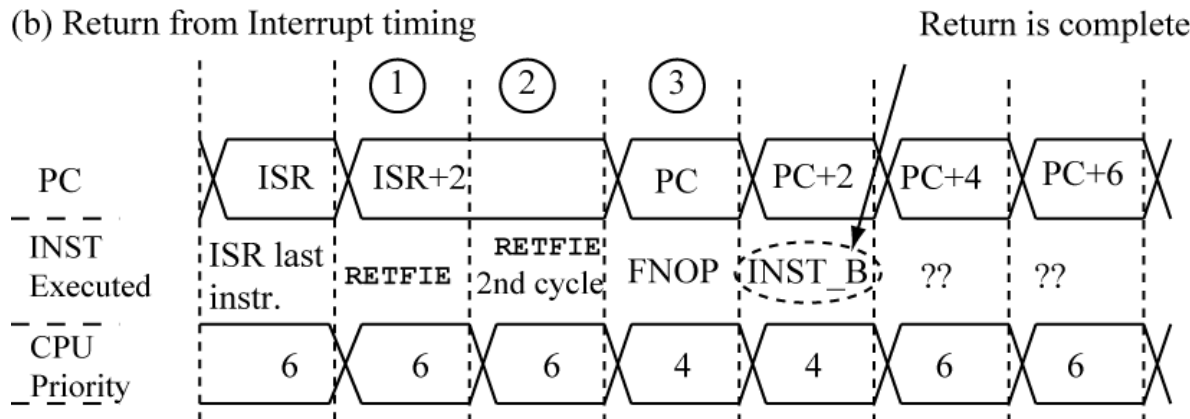 (b) Return from Interrupt timing
Return is complete
1 2 3
PC ISR ISR+2 PC PC+2 PC+4 PC+6
INST
Executed
ISR last
instr.
RETFIE
RETFIE
2nd cycle
FNOP
INST_B
??
??
CPU
Priority
6 6 6 4 4 6 6